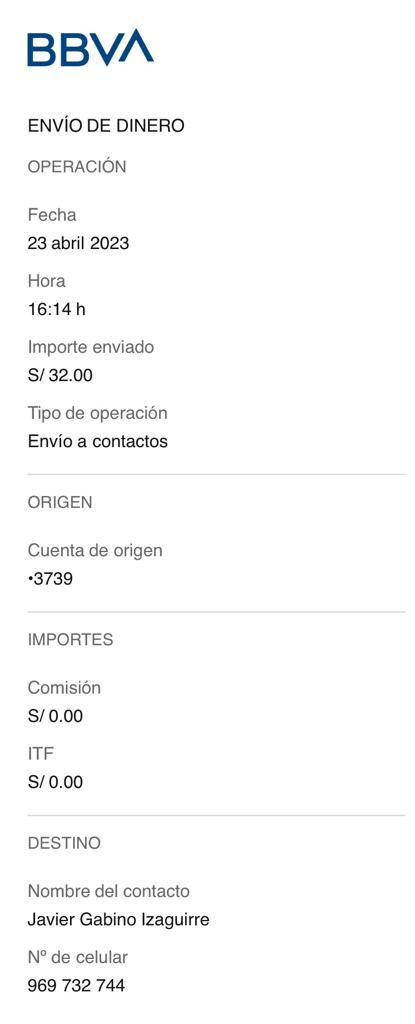 BBVA
ENVÍO DE DINERO
OPERACIÓN
Fecha
23 abril 2023
Hora
16:14 h
Importe enviado
S/ 32.00
Tipo de operación
Envío a contactos
ORIGEN
Cuenta de origen
•3739
IMPORTES
Comisión
S/ 0.00
ITF
S/ 0.00
DESTINO
Nombre del contacto
Javier Gabino Izaguirre
Nº de celular
969 732 744